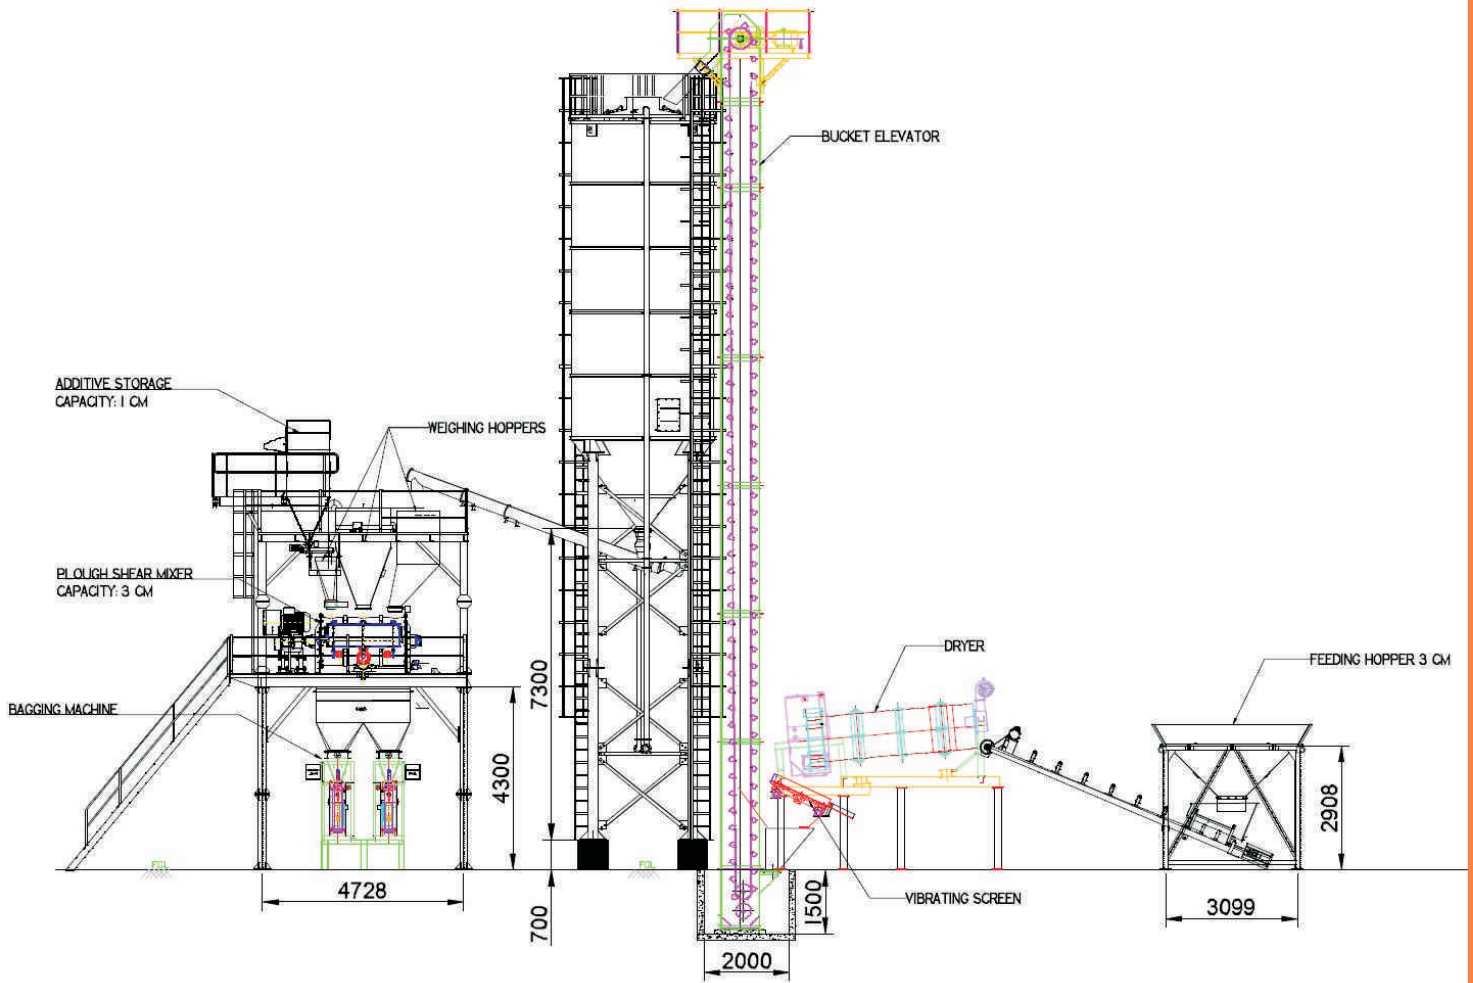 BUCKET ELEVATOR
ADDITIVE STORAGE
CAPACITY: 1 CM
WEIGHING HOPPERS
PLOUGH SHEAR MIXER
CAPACITY: 3 CM
DRYER
FEEDING HOPPER 3 CM
BAGGING MACHINE
7300
4300
2908
4728
700
1500
VIBRATING SCREEN
3099
2000